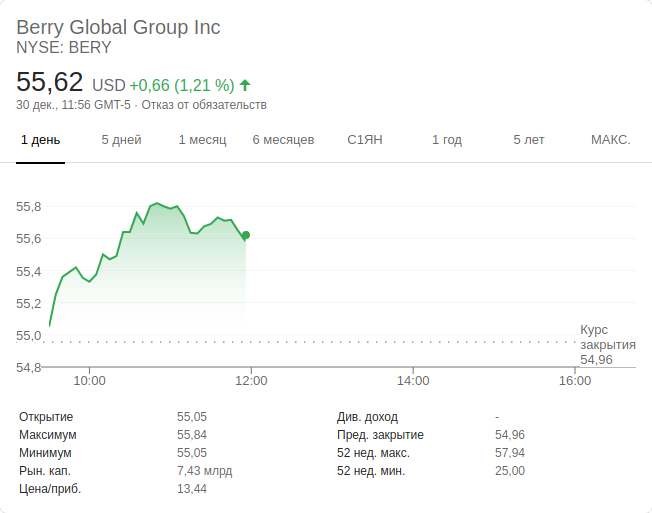 Berry Global Group Inc
NYSE: BERY
55,62 USD +0,66 (1,21 %)
30 дек., 11:56 GMT-5 · Отказ от обязательств
1 день 5 дней 1 месяц 6 месяцев С1ЯН 1 год 5 лет МАКС.
55,8
55,6
55,4
55,2
55,0
54,8
Курс
закрытия
54,96
10:00 12:00 14:00 16:00
Открытие 55,05 Див. доход -
Максимум 55,84 Пред. закрытие 54,96
Минимум 55,05 52 нед. макс. 57,94
Рын. кап. 7,43 млрд 52 нед. мин. 25,00
Цена/приб. 13,44